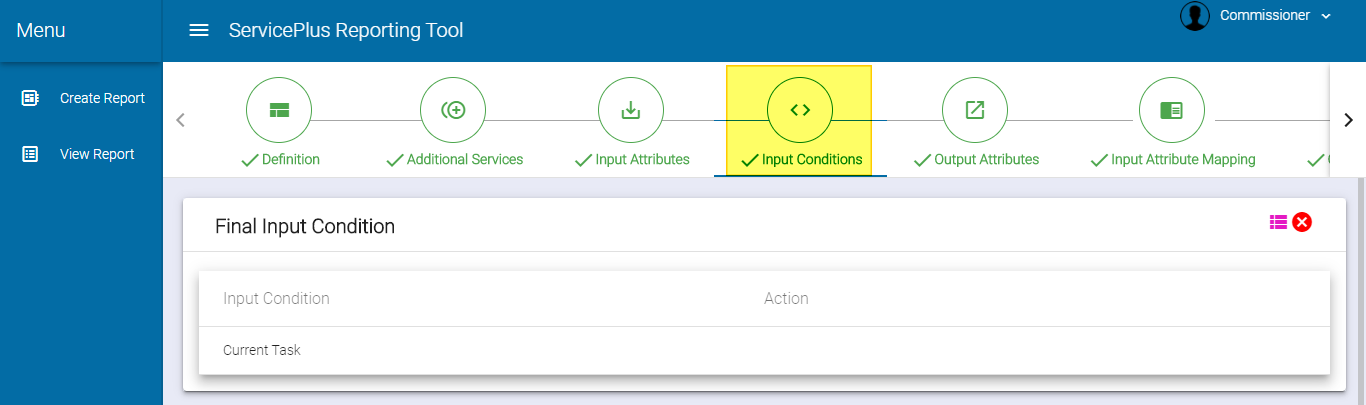 Menu
ServicePlus Reporting Tool
Commissioner
Create Report
View Report
Definition
Additional Services
Input Attributes
Input Conditions
Output Attributes
Input Attribute Mapping
Final Input Condition
Input Condition Action
Current Task